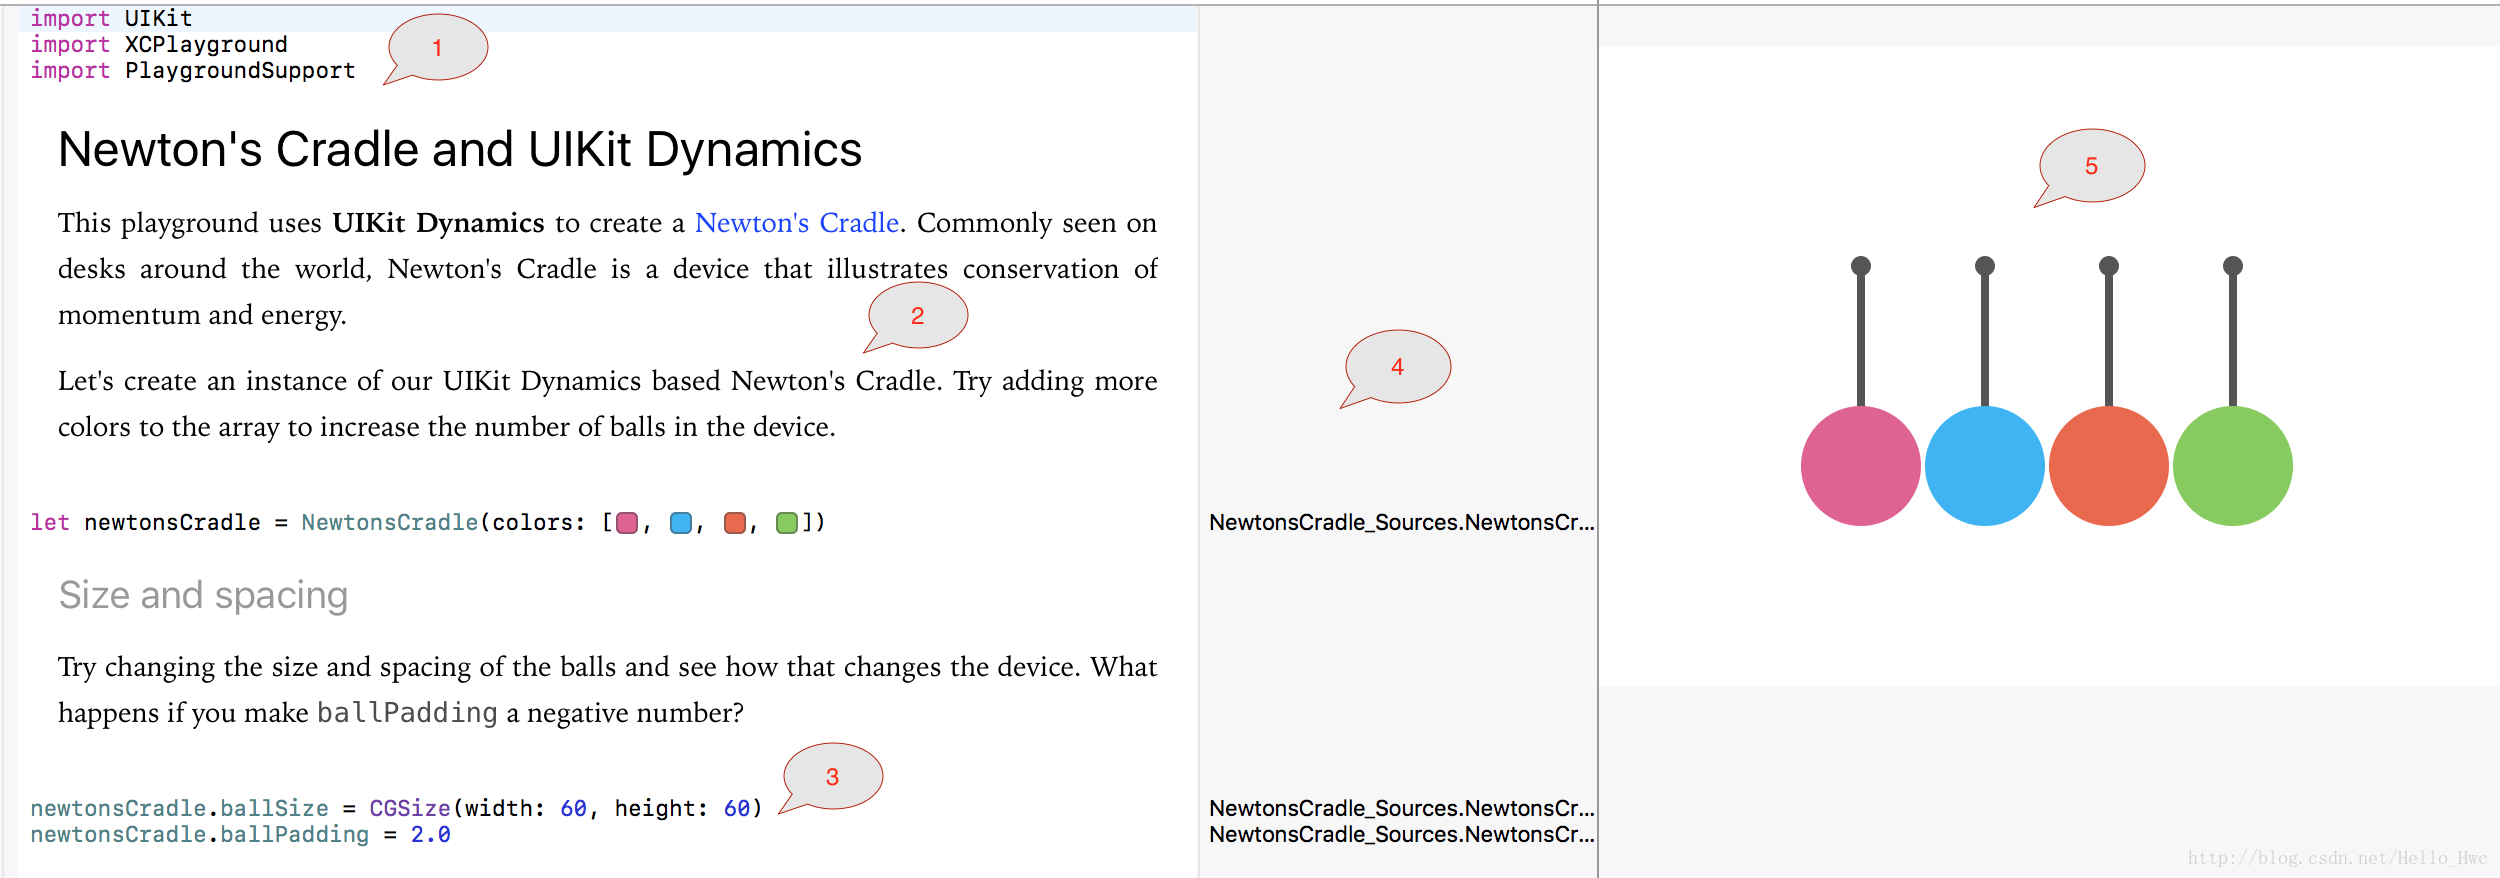 import UIKit
import XCPlayground
import PlaygroundSupport
1
Newton's Cradle and UIKit Dynamics
This playground uses UIKit Dynamics to create a Newton's Cradle. Commonly seen on
desks around the world, Newton's Cradle is a device that illustrates conservation of
momentum and energy.
2
Let's create an instance of our UIKit Dynamics based Newton's Cradle. Try adding more
colors to the array to increase the number of balls in the device.
let newtonsCradle = NewtonsCradle(colors: [ , , , ])
Size and spacing
Try changing the size and spacing of the balls and see how that changes the device. What
happens if you make ballPadding a negative number?
3
newtonsCradle.ballSize = CGSize(width: 60, height: 60)
newtonsCradle.ballPadding = 2.0
4
NewtonsCradle_Sources.NewtonsCr...
NewtonsCradle_Sources.NewtonsCr...
NewtonsCradle_Sources.NewtonsCr...
5
http://blog.csdn.net/Hello_Hwc